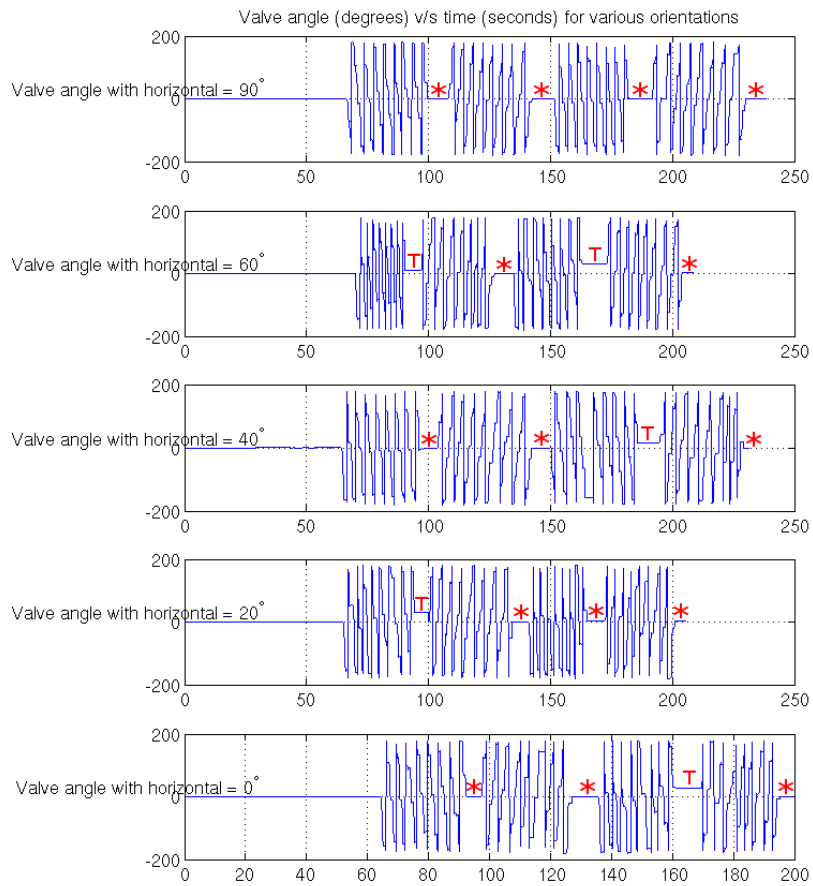 Valve angle (degrees) v/s time (seconds) for various orientations
200
Valve angle with horizontal = 90°
0
-200
0 50 100 150 200 250
200
T T
Valve angle with horizontal = 60°
0
-200
0 50 100 150 200 250
200
T
Valve angle with horizontal = 40°
0
-200
0 50 100 150 200 250
200
T
Valve angle with horizontal = 20°
0
-200
0 50 100 150 200 250
200
T
Valve angle with horizontal = 0°
0
-200
0 20 40 60 80 100 120 140 160 180 200